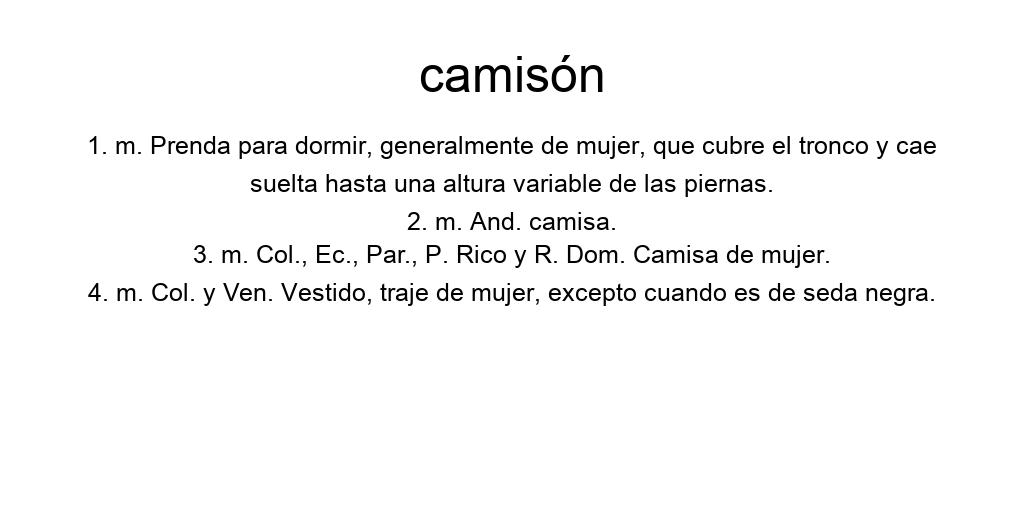 camisón
1. m. Prenda para dormir, generalmente de mujer, que cubre el tronco y cae
suelta hasta una altura variable de las piernas.
2. m. And. camisa.
3. m. Col., Ec., Par., P. Rico y R. Dom. Camisa de mujer.
4. m. Col. y Ven. Vestido, traje de mujer, excepto cuando es de seda negra.